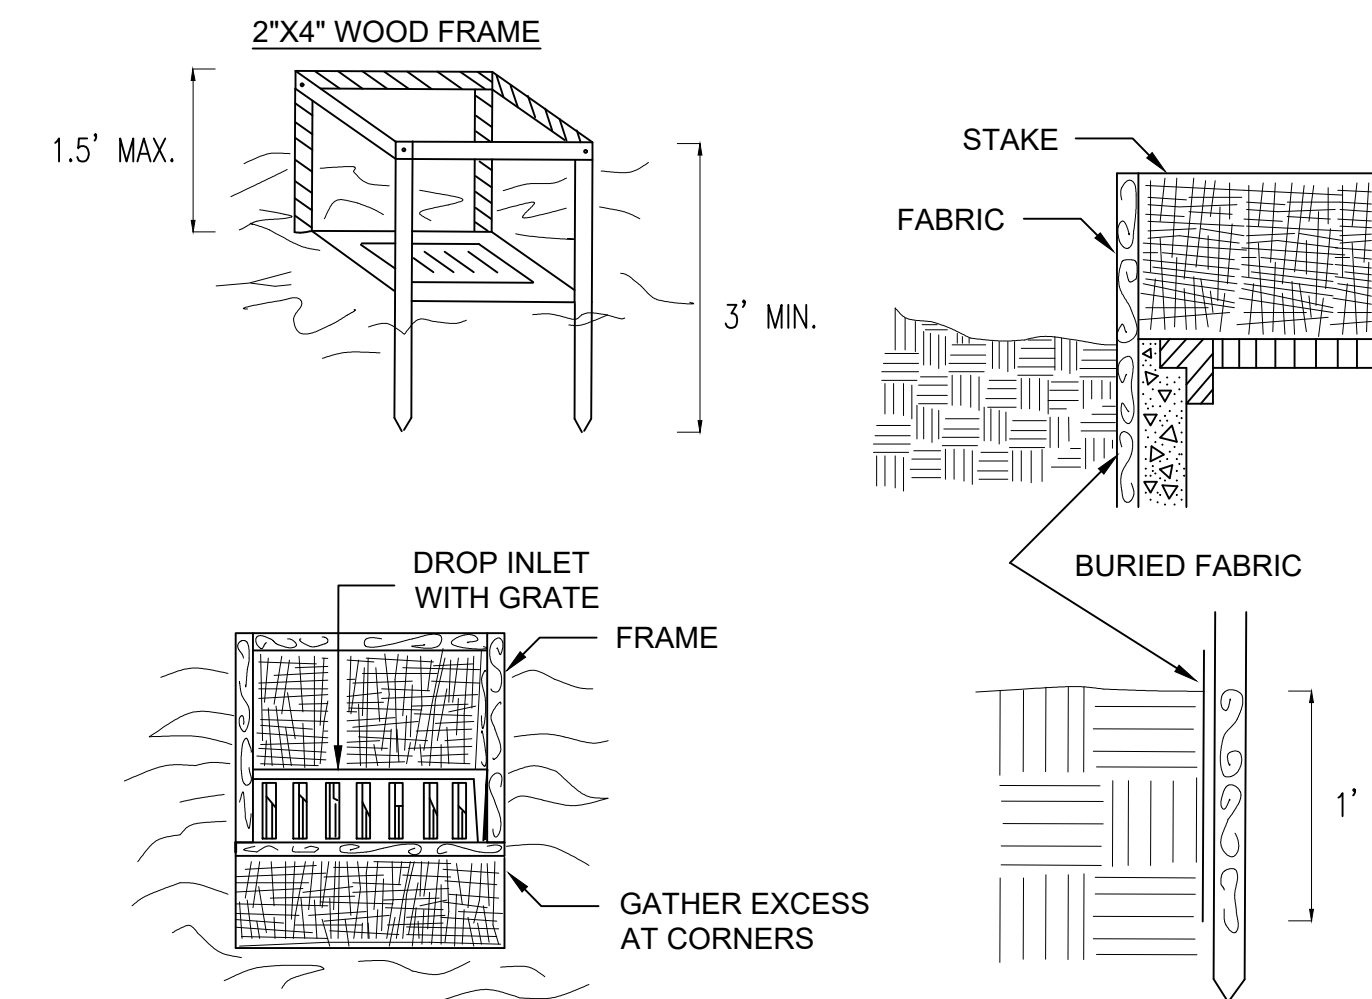 2"X4" WOOD FRAME
1.5' MAX.
3' MIN.
STAKE
FABRIC
BURIED FABRIC
1'
DROP INLET
WITH GRATE
FRAME
GATHER EXCESS
AT CORNERS